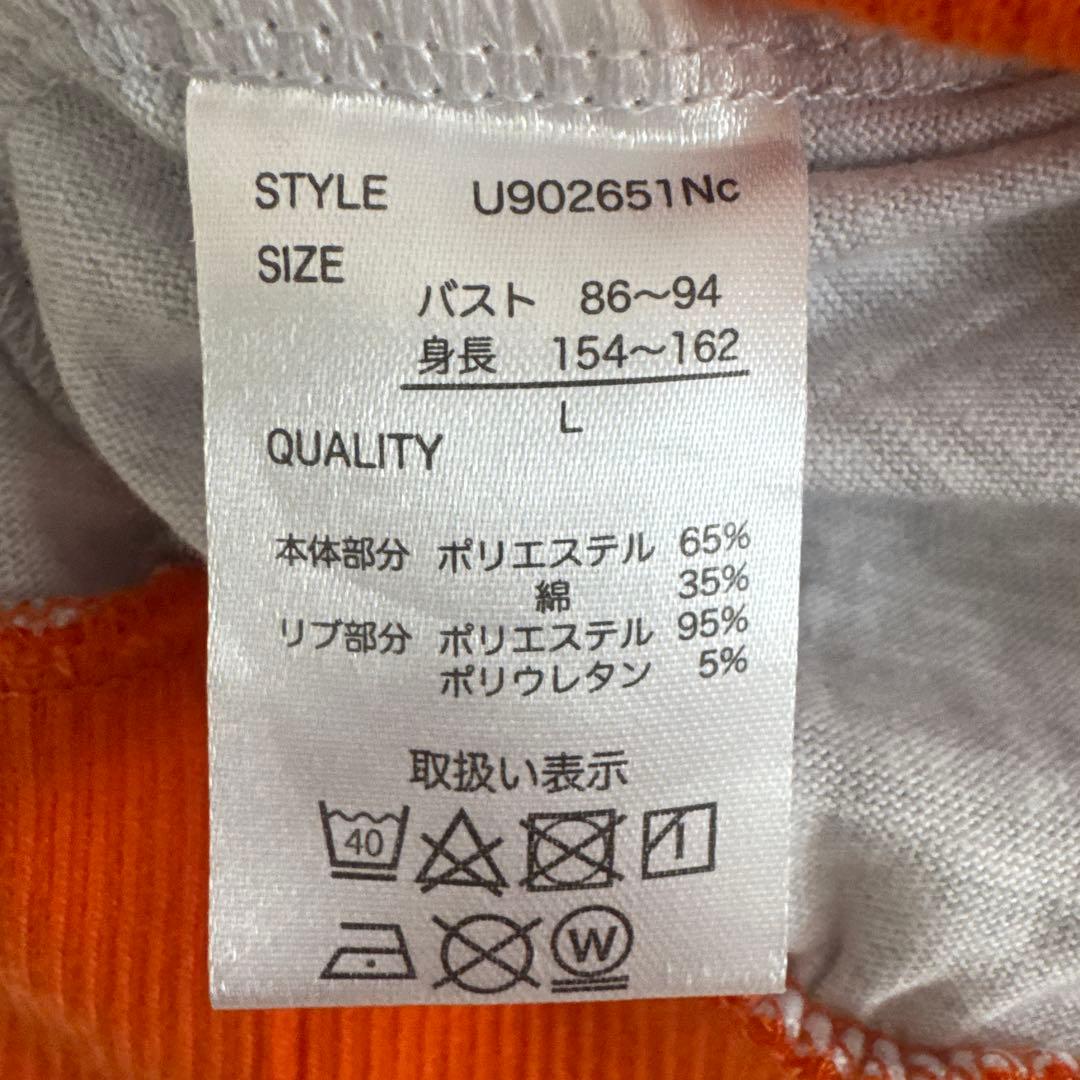 STYLE U902651Nc
SIZE
バスト 86～94
身長 154～162
L
QUALITY
本体部分 ポリエステル 65%
綿 35%
リブ部分 ポリエステル 95%
ポリウレタン 5%
取扱い表示
40
W